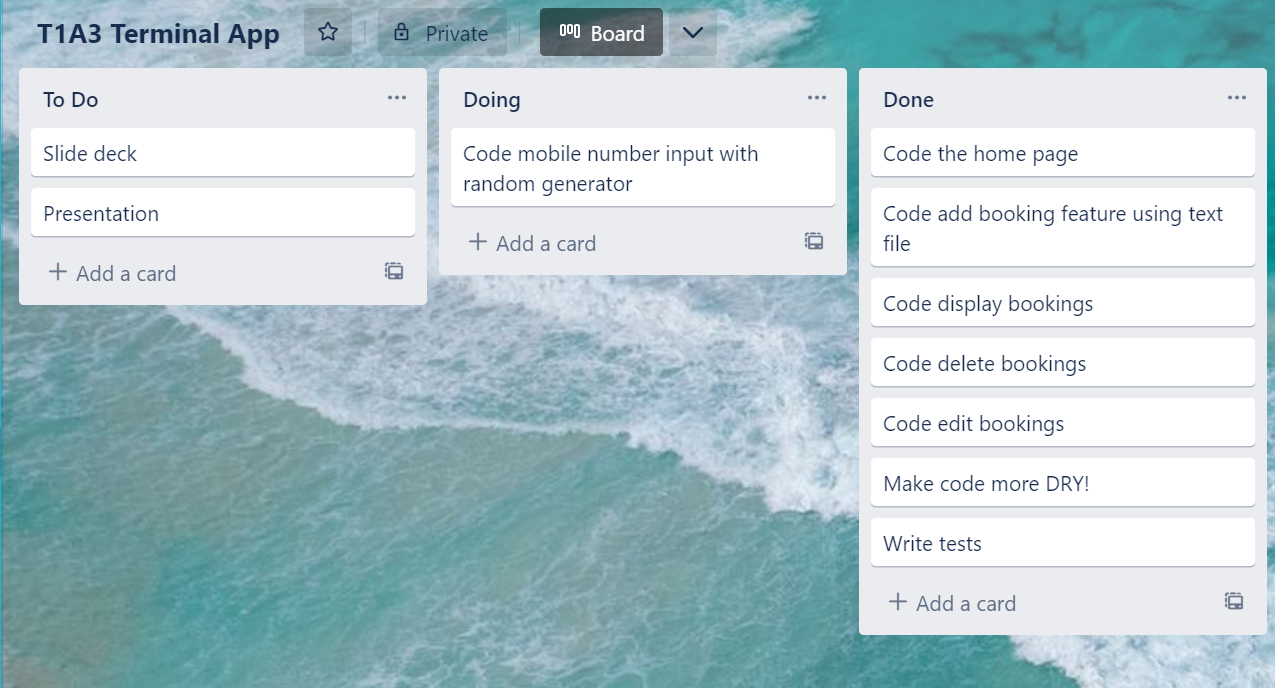 T1A3 Terminal App
Private
Board
To Do
Slide deck
Presentation
Add a card
Doing
Code mobile number input with
random generator
Add a card
Done
Code the home page
Code add booking feature using text
file
Code display bookings
Code delete bookings
Code edit bookings
Make code more DRY!
Write tests
Add a card